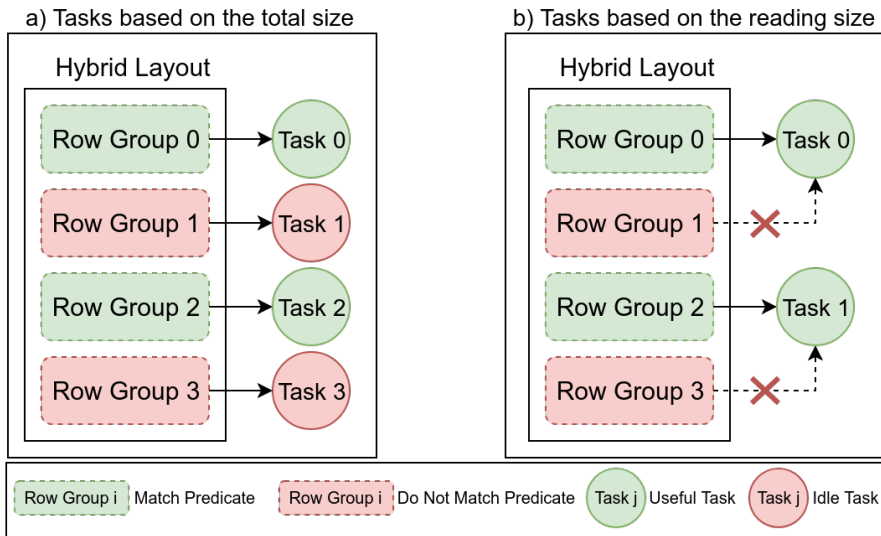 a) Tasks based on the total size
Hybrid Layout
Row Group 0
Task 0
Row Group 1
Task 1
Row Group 2
Task 2
Row Group 3
Task 3
b) Tasks based on the reading size
Hybrid Layout
Row Group 0
Task 0
Row Group 1
Row Group 2
Task 1
Row Group 3
Row Group i
Match Predicate
Row Group i
Do Not Match Predicate
Task j
Useful Task
Task j
Idle Task